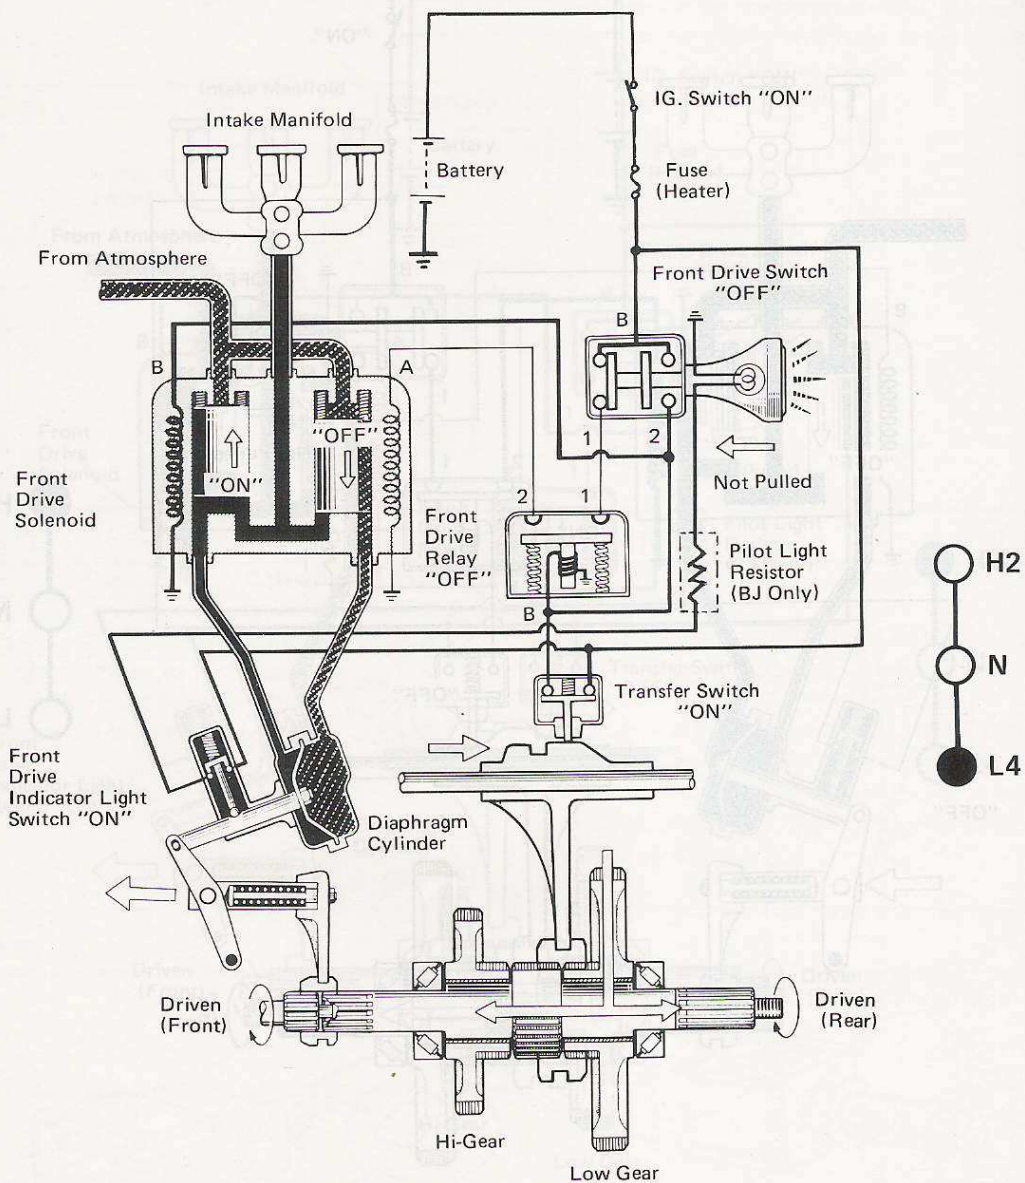 IG. Switch "ON"
Intake Manifold
Battery
Fuse
(Heater)
From Atmosphere
Front Drive Switch
"OFF"
B
B
A
"OFF"
"ON"
1
2
Not Pulled
Front
Drive
Solenoid
2
1
Front
Drive
Relay
"OFF"
Pilot Light
Resistor
(BJ Only)
H2
B
N
Transfer Switch
"ON"
L4
Front
Drive
Indicator Light
Switch "ON"
Diaphragm
Cylinder
Driven
(Front)
Driven
(Rear)
Hi-Gear
Low Gear